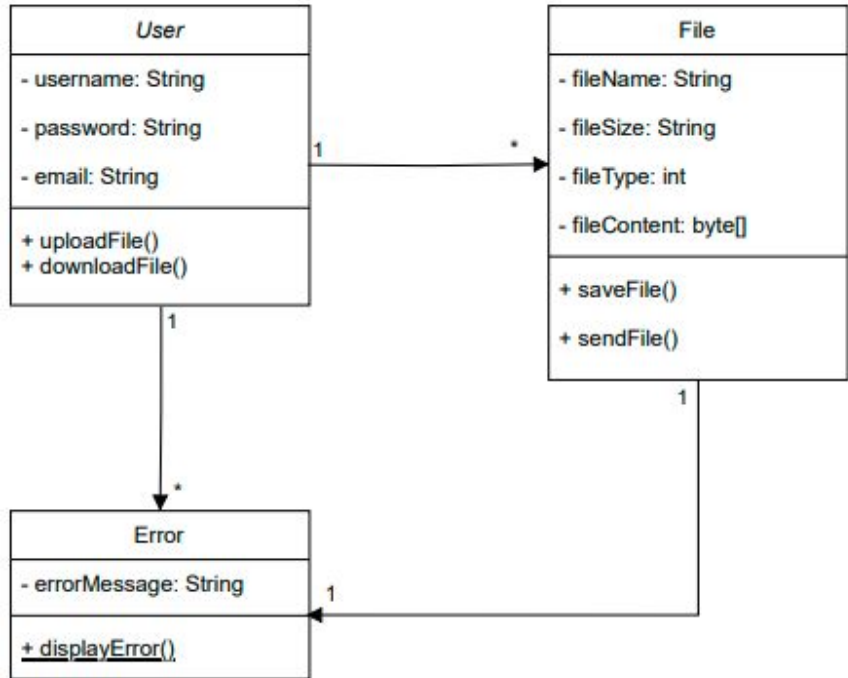 User
- username: String
- password: String
- email: String
+ uploadFile()
+ downloadFile()
1
*
File
- fileName: String
- fileSize: String
- fileType: int
- fileContent: byte[]
+ saveFile()
+ sendFile()
1
1
*
Error
- errorMessage: String
+ displayError()
1